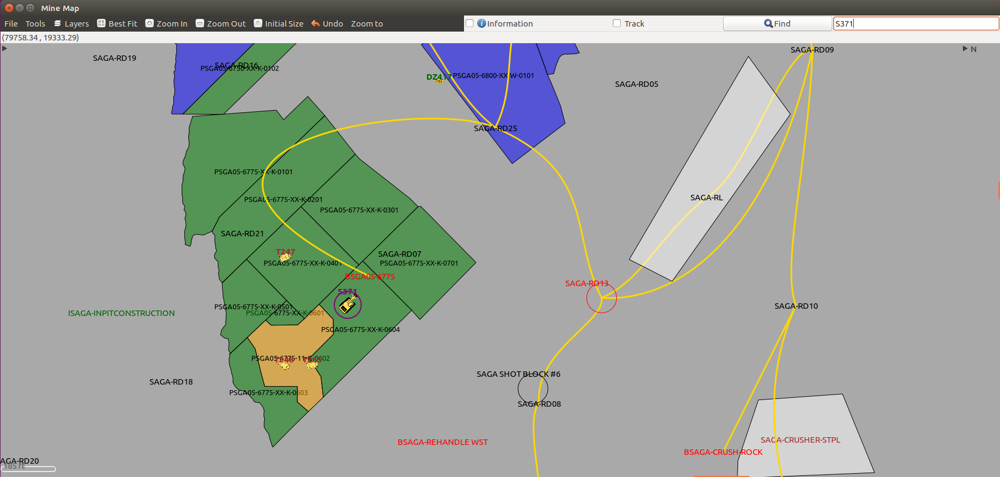 Mine Map
File Tools Layers Best Fit Zoom In Zoom Out Initial Size Undo Zoom to Information Track Find S371
(79758.34 , 19333.29)
N
SAGA-RD09
SAGA-RD19
SAGA-RD16
PSGA05-6750-XX-K-0102
DZ417
PSGA05-6800-XX-W-0101
SAGA-RD05
SAGA-RD25
PSGA05-6775-XX-K-0101
SAGA-RL
PSGA05-6775-XX-K-0201
PSGA05-6775-XX-K-0301
SAGA-RD21
T247
SAGA-RD07
PSGA05-6775-XX-K-0401
PSGA05-6775-XX-K-0701
BSGA05-6775
SAGA-RD13
S371
PSGA05-6775-XX-K-0501
SAGA-RD10
ISAGA-INPITCONSTRUCTION
PSGA05-6775-XX-K-0601
PSGA05-6775-XX-K-0604
PSGA05-6775-11-S-0602
SAGA SHOT BLOCK #6
SAGA-RD18
PSGA05-6775-XX-K-0603
SAGA-RD08
BSAGA-REHANDLE WST
SAGA-CRUSHER-STPL
BSAGA-CRUSH-ROCK
AGA-RD20
185 ft